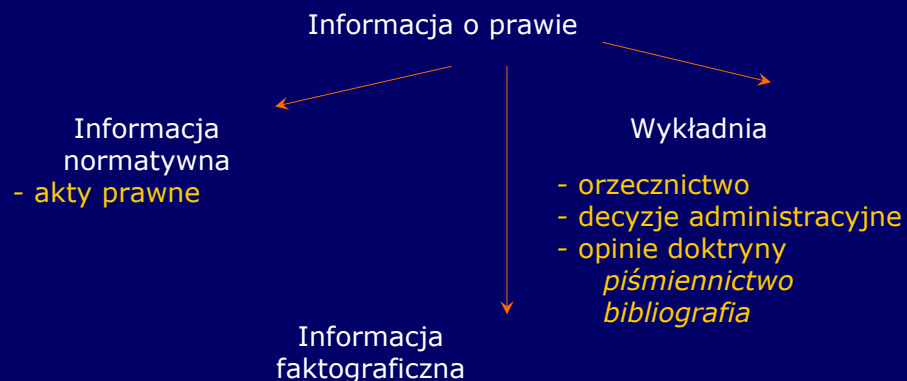 Informacja o prawie
Informacja
normatywna
- akty prawne
Wykładnia
- orzecznictwo
- decyzje administracyjne
- opinie doktryny
piśmiennictwo
bibliografia
Informacja
faktograficzna